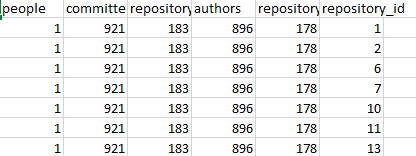 people committe repository authors repository repository_id
1 921 183 896 178 1
1 921 183 896 178 2
1 921 183 896 178 6
1 921 183 896 178 7
1 921 183 896 178 10
1 921 183 896 178 11
1 921 183 896 178 13